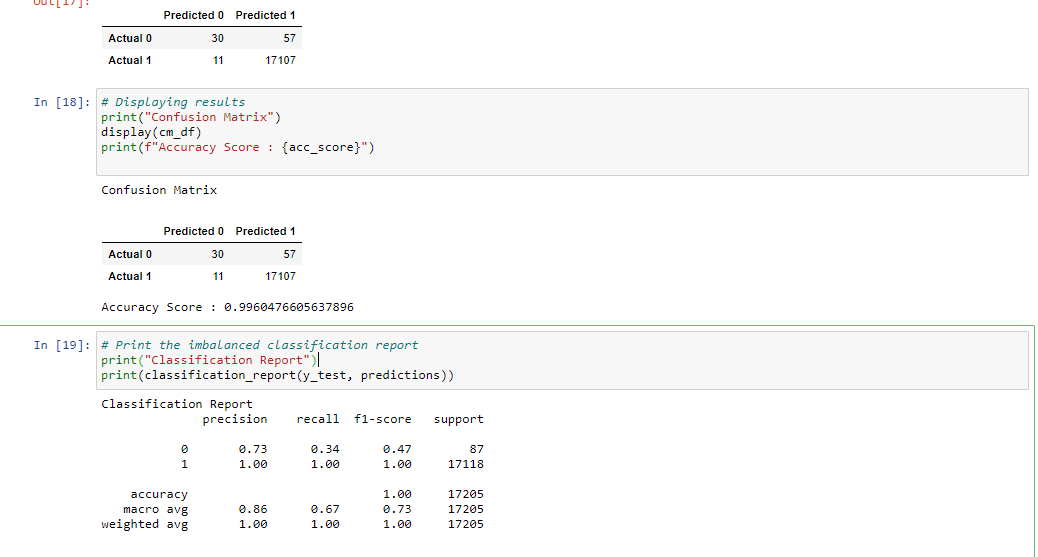 Out[17]:
Predicted 0 Predicted 1
Actual 0 30 57
Actual 1 11 17107
In [18]: # Displaying results
print("Confusion Matrix")
display(cm_df)
print(f"Accuracy Score : {acc_score}")
Confusion Matrix
Predicted 0 Predicted 1
Actual 0 30 57
Actual 1 11 17107
Accuracy Score : 0.9960476605637896
In [19]: # Print the imbalanced classification report
print("Classification Report")
print(classification_report(y_test, predictions))
Classification Report
precision recall f1-score support
0 0.73 0.34 0.47 87
1 1.00 1.00 1.00 17118
accuracy 1.00 17205
macro avg 0.86 0.67 0.73 17205
weighted avg 1.00 1.00 1.00 17205